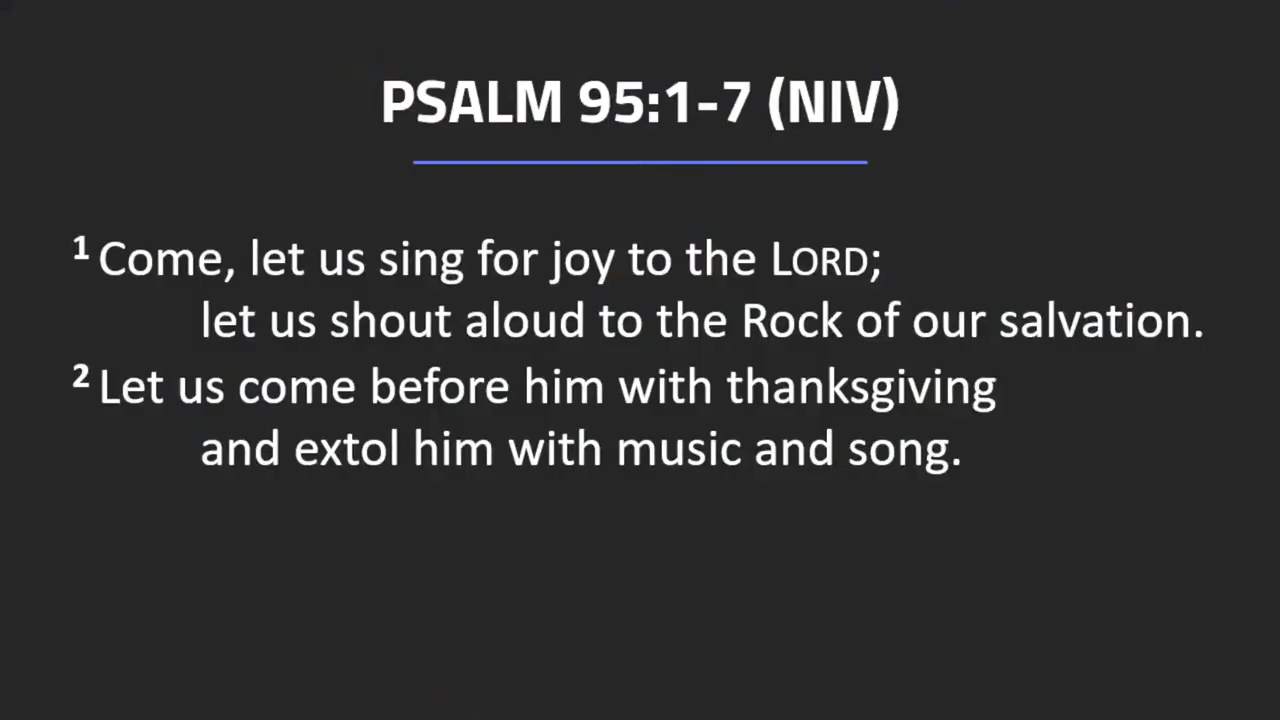 PSALM 95:1-7 (NIV)
1 Come, let us sing for joy to the LORD;
let us shout aloud to the Rock of our salvation.
2 Let us come before him with thanksgiving
and extol him with music and song.